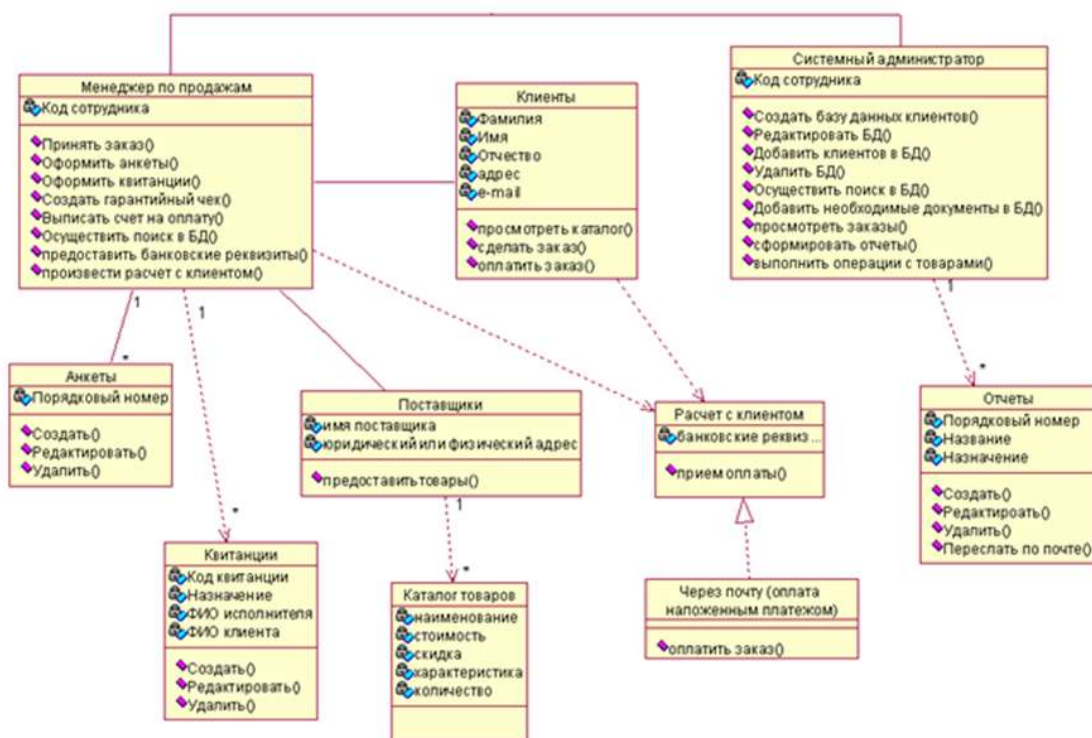 Менеджер по продажам
Код сотрудника
Принять заказ()
Оформить анкеты()
Оформить квитанции()
Создать гарантийный чек()
Выписать счет на оплату()
Осуществить поиск в БД()
предоставить банковские реквизиты()
произвести расчет с клиентом()
Клиенты
Фамилия
Имя
Отчество
адрес
e-mail
просмотреть каталог()
сделать заказ()
оплатить заказ()
Системный администратор
Код сотрудника
Создать базу данных клиентов()
Редактировать БД()
Добавить клиентов в БД()
Удалить БД()
Осуществить поиск в БД()
Добавить необходимые документы в БД()
просмотреть заказы()
сформировать отчеты()
выполнить операции с товарами()
1
1
1
*
*
Анкеты
Порядковый номер
Создать()
Редактировать()
Удалить()
Поставщики
имя поставщика
юридический или физический адрес
предоставить товары()
1
Расчет с клиентом
банковские реквиз ...
прием оплаты()
Отчеты
Порядковый номер
Название
Назначение
Создать()
Редактироать()
Удалить()
Переслать по почте()
*
Квитанции
Код квитанции
Назначение
ФИО исполнителя
ФИО клиента
Создать()
Редактировать()
Удалить()
*
Каталог товаров
наименование
стоимость
скидка
характеристика
количество
Через почту (оплата
наложенным платежом)
оплатить заказ()